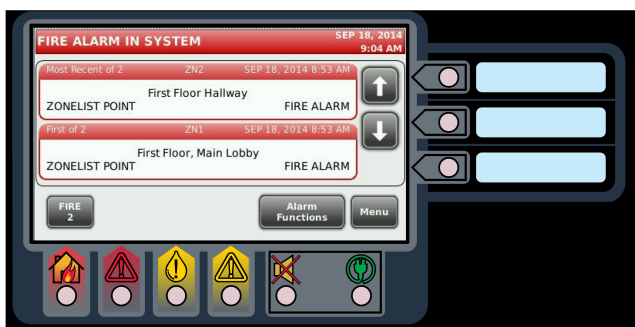 FIRE ALARM IN SYSTEM
SEP 18, 2014
9:04 AM
Most Recent of 2 ZN2 SEP 18, 2014 8:53 AM
First Floor Hallway
ZONELIST POINT FIRE ALARM
First of 2 ZN1 SEP 18, 2014 8:53 AM
First Floor, Main Lobby
ZONELIST POINT FIRE ALARM
FIRE
2
Alarm
Functions
Menu